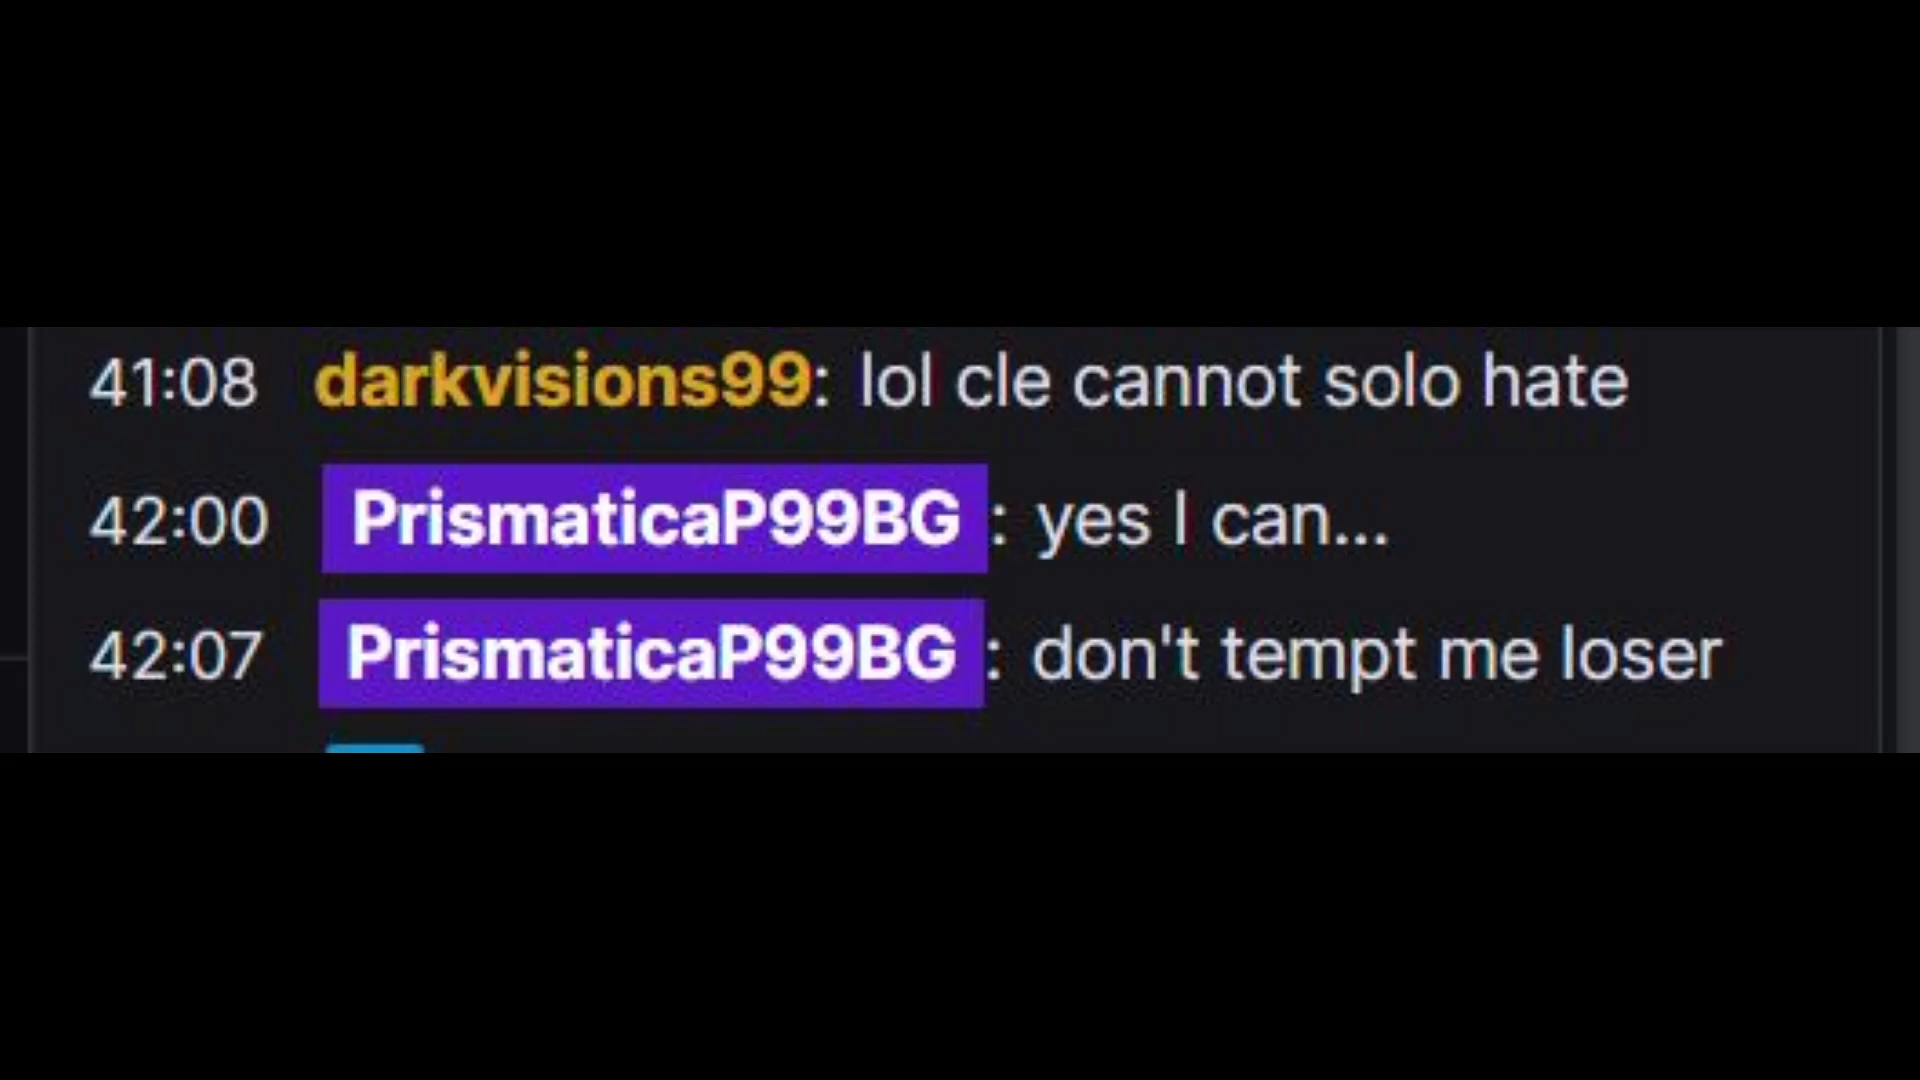 41:08 darkvisions99: lol cle cannot solo hate
42:00 PrismaticaP99BG : yes I can...
42:07 PrismaticaP99BG : don't tempt me loser